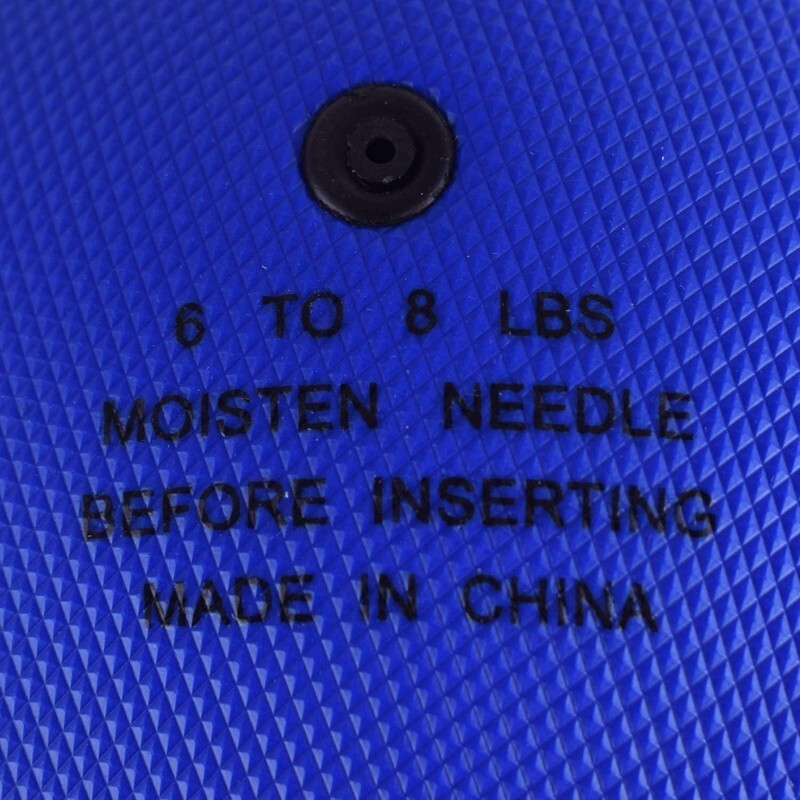 6 TO 8 LBS
MOISTEN NEEDLE
BEFORE INSERTING
MADE IN CHINA